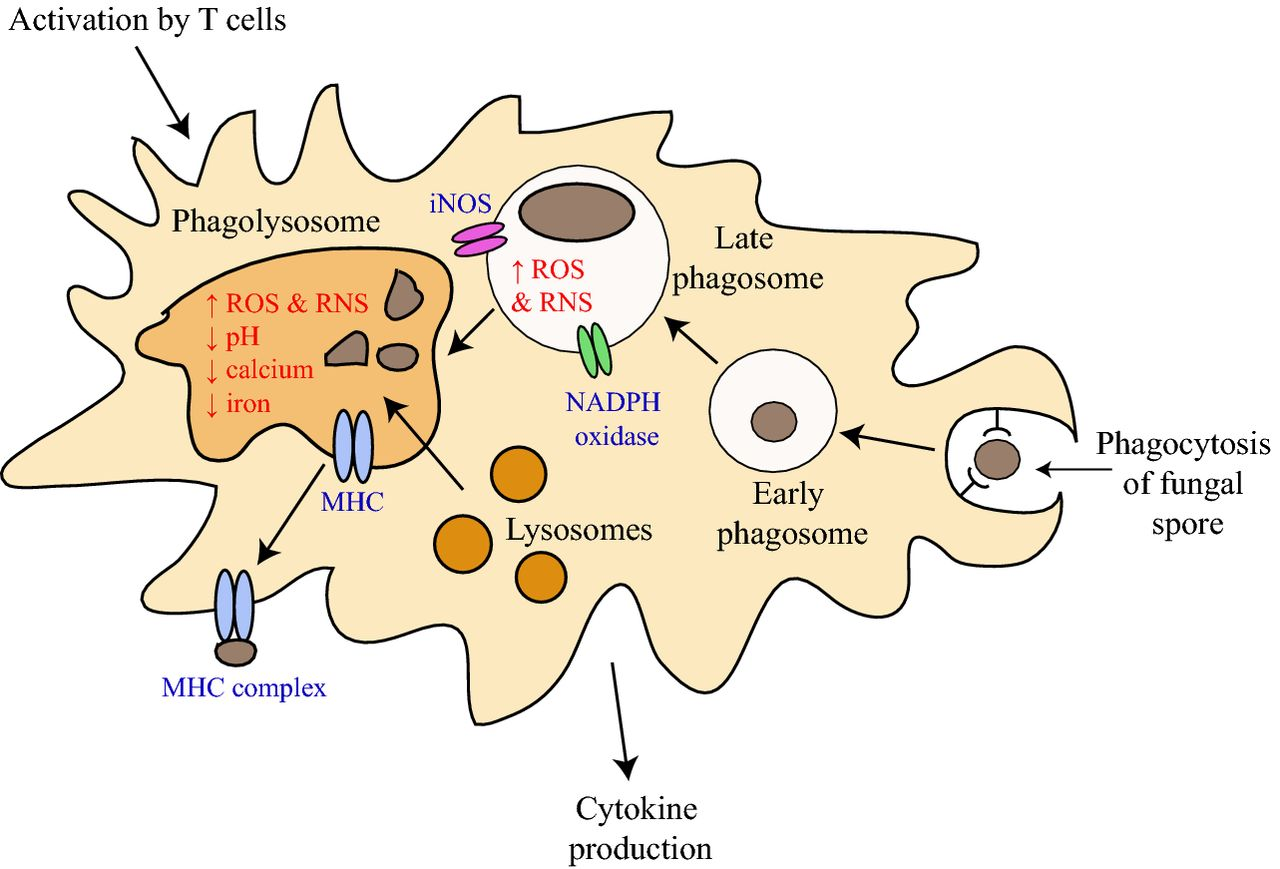 Activation by T cells
Phagolysosome
iNOS
Late
phagosome
↑ ROS
& RNS
↑ ROS & RNS
↓ pH
↓ calcium
↓ iron
NADPH
oxidase
Phagocytosis
of fungal
spore
MHC
Early
phagosome
Lysosomes
MHC complex
Cytokine
production